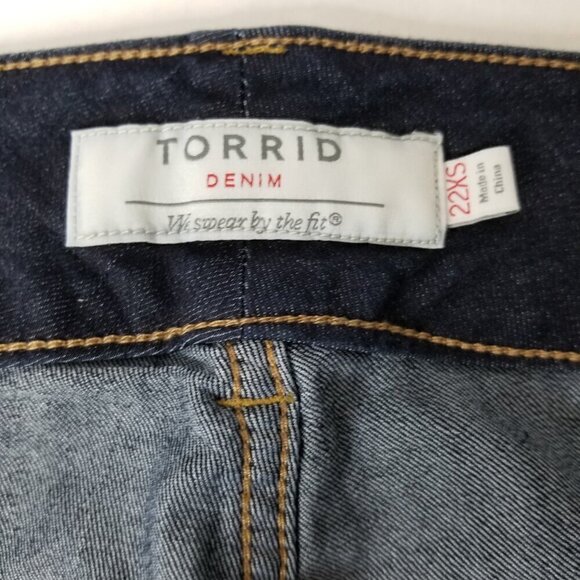 TORRID
DENIM
We swear by the fit®
22XS
Made in
China